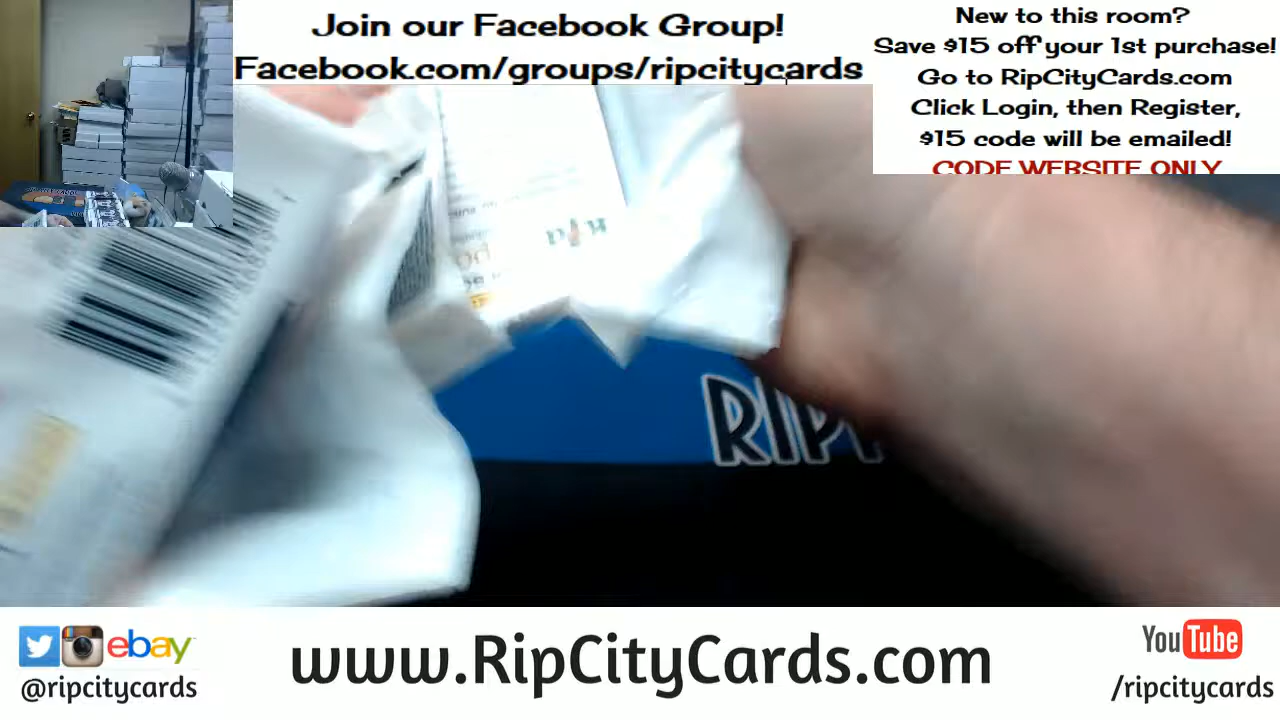 Join our Facebook Group!
Facebook.com/groups/ripcitycards
New to this room?
Save $15 off your 1st purchase!
Go to RipCityCards.com
Click Login, then Register,
$15 code will be emailed!
CODE WEBSITE ONLY
ebay
@ripcitycards
www.RipCityCards.com
YouTube
/ripcitycards